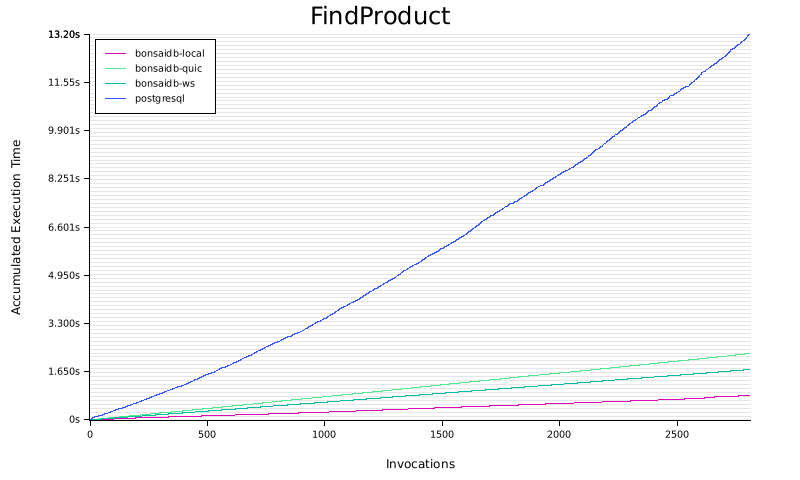 FindProduct
13.20s
bonsaidb-local
bonsaidb-quic
bonsaidb-ws
postgresql
11.55s
9.901s
8.251s
6.601s
4.950s
3.300s
1.650s
0s
Accumulated Execution Time
0 500 1000 1500 2000 2500
Invocations